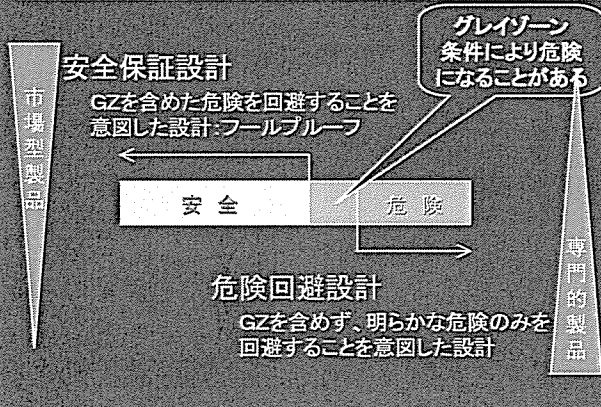 グレイゾーン
条件により危険
になることがある
安全保証設計
市場型製品
GZを含めた危険を回避することを
意図した設計:フールプルーフ
安全
危険
危険回避設計
GZを含めず、明らかな危険のみを
回避することを意図した設計
専門的製品